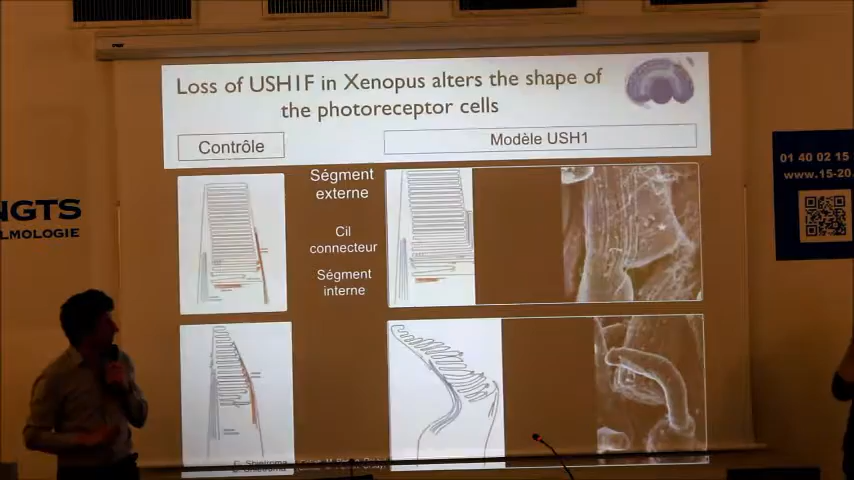 Loss of USH1F in Xenopus alters the shape of
the photoreceptor cells
Contrôle
Modèle USH1
Ségment
externe
Cil
connecteur
Ségment
interne
NGTS
LMOLOGIE
01 40 02 15
www.15-20.